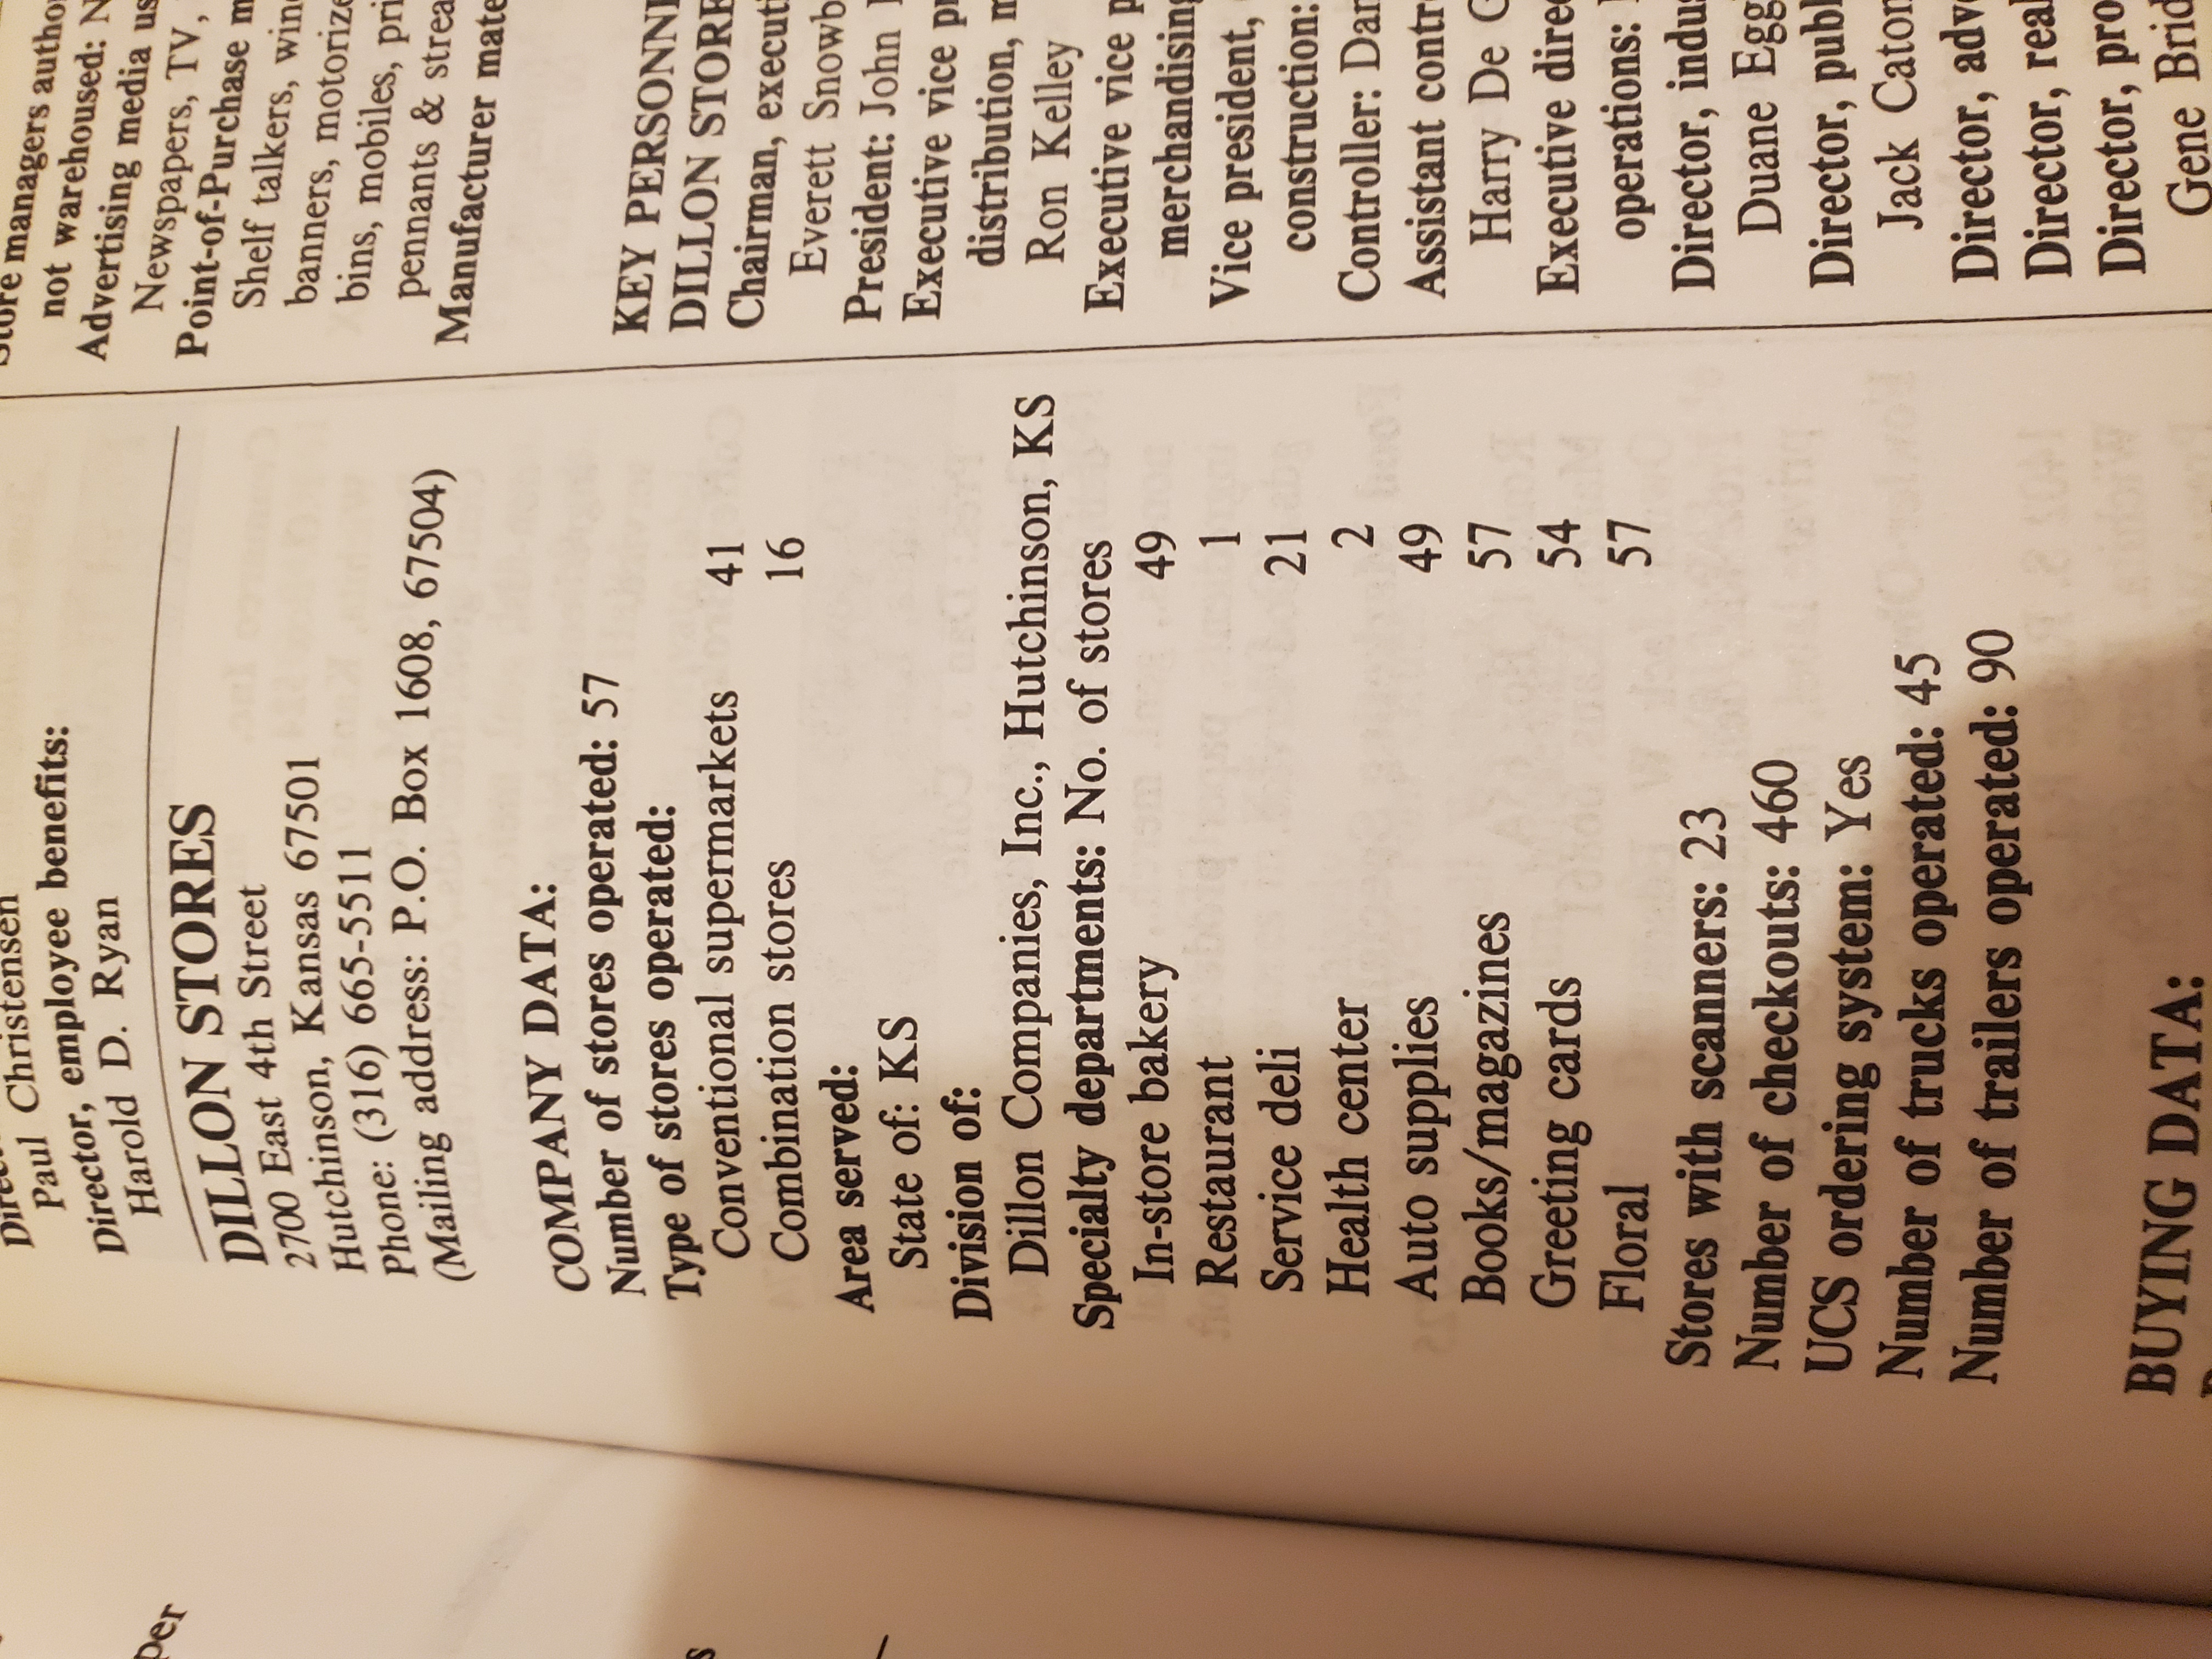 Paul Christensen
Director, employee benefits:
Harold D. Ryan
DILLON STORES
2700 East 4th Street
Hutchinson, Kansas 67501
Phone: (316) 665-5511
(Mailing address: P.O. Box 1608, 67504)
COMPANY DATA:
Number of stores operated: 57
Type of stores operated:
Conventional supermarkets 41
Combination stores 16
Area served:
State of: KS
Division of:
Dillon Companies, Inc., Hutchinson, KS
Specialty departments: No. of stores
In-store bakery 49
Restaurant 1
Service deli 21
Health center 2
Auto supplies 49
Books/magazines 57
Greeting cards 54
Floral 57
Stores with scanners: 23
Number of checkouts: 460
UCS ordering system: Yes
Number of trucks operated: 45
Number of trailers operated: 90
BUYING DATA:
Store managers
not warehoused:
Advertising media
Newspapers, TV,
Point-of-Purchase
Shelf talkers,
banners,
bins, mobiles,
pennants &
Manufacturer
KEY
DILLON
Chairman,
Everett
President: John
Executive vice
distribution,
Ron Kelley
Executive vice
merchandising
Vice president,
construction:
Controller:
Assistant
Harry De
Executive
operations:
Director,
Duane
Director,
Jack Caton
Director,
Director,
Director,
Gene